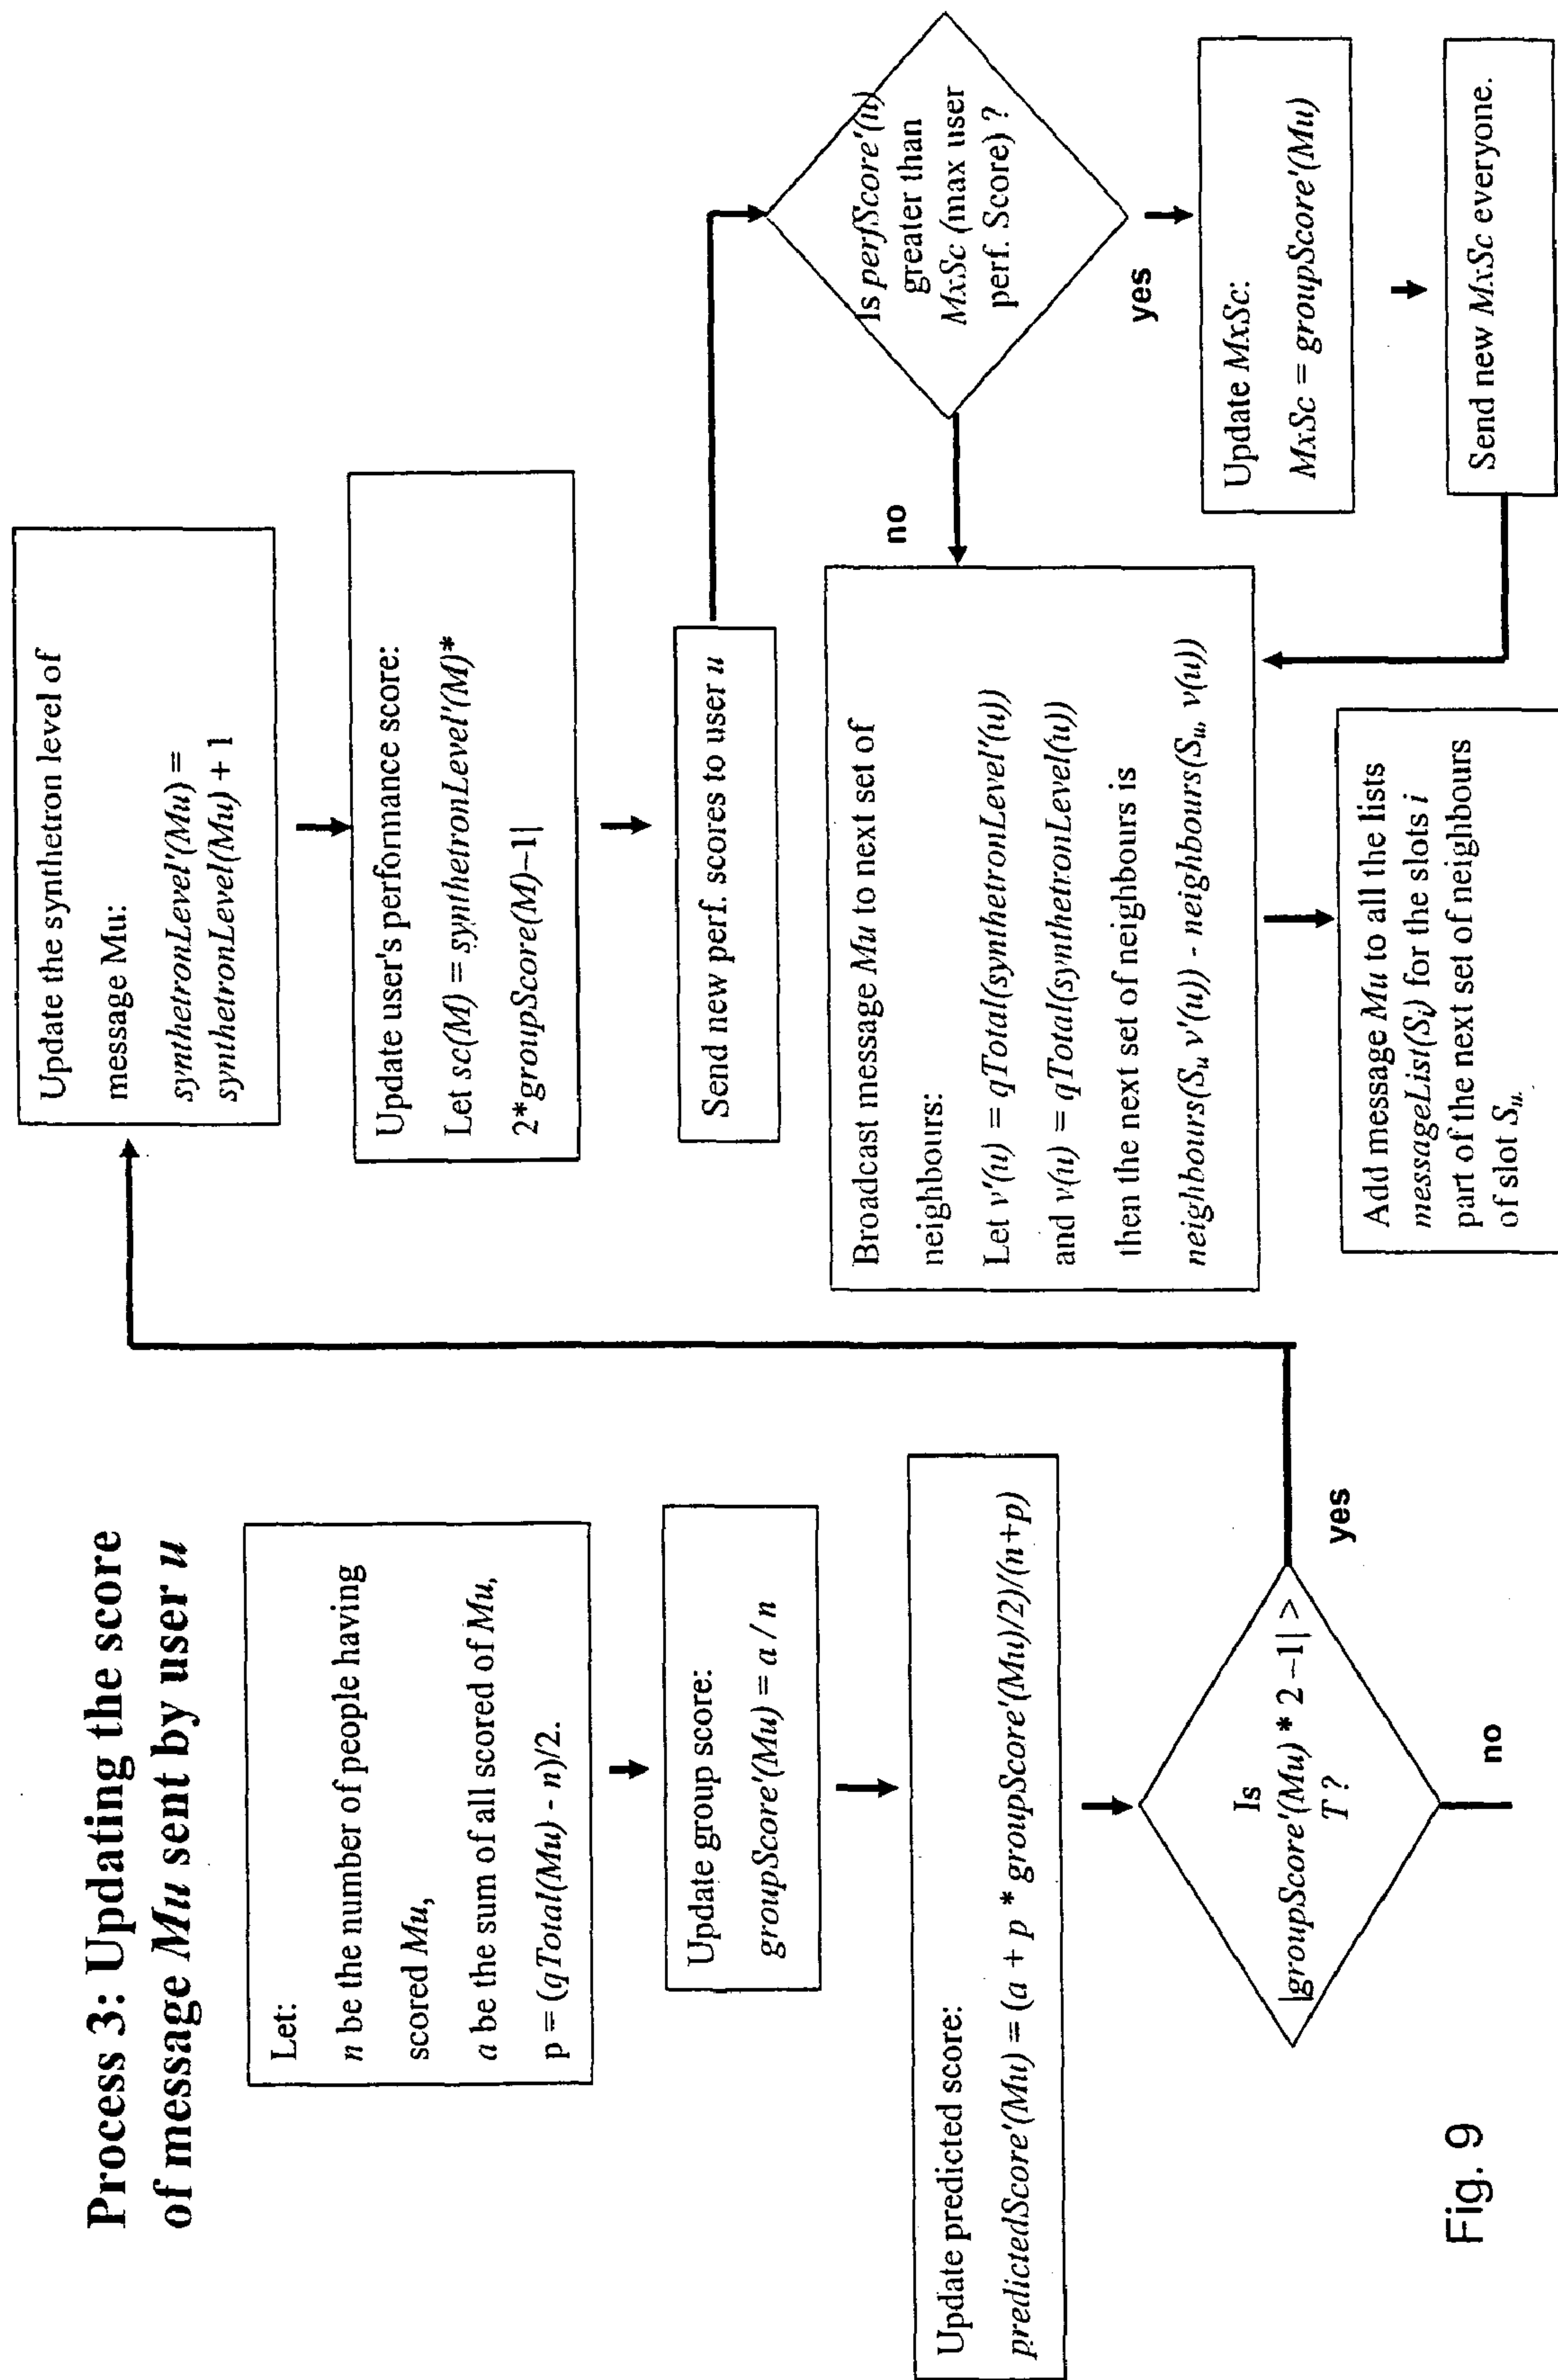 Process 3: Updating the score
of message Mu sent by user u
Let:
n be the number of people having
scored Mu,
a be the sum of all scored of Mu,
p = (qTotal(Mu) - n)/2.
Update group score:
groupScore'(Mu) = a / n
Update predicted score:
predictedScore'(Mu) = (a + p * groupScore'(Mu)/2)/(n+p)
Is
|groupScore'(Mu) * 2 –1| >
T?
yes
no
Update the synthetron level of
message Mu:
synthetronLevel'(Mu) =
synthetronLevel(Mu) + 1
Update user's performance score:
Let sc(M) = synthetronLevel'(M)*
2*groupScore(M)–1|
Send new perf. scores to user u
Is perfScore'(u)
greater than
MxSc (max user
perf. Score) ?
no
yes
Update MxSc:
MxSc = groupScore'(Mu)
Send new MxSc everyone.
Broadcast message Mu to next set of
neighbours:
Let v'(u) = qTotal(synthetronLevel'(u))
and v(u) = qTotal(synthetronLevel(u))
then the next set of neighbours is
neighbours(Su v'(u)) - neighbours(Su, v(u))
Add message Mu to all the lists
messageList(Si) for the slots i
part of the next set of neighbours
of slot Su.
Fig. 9